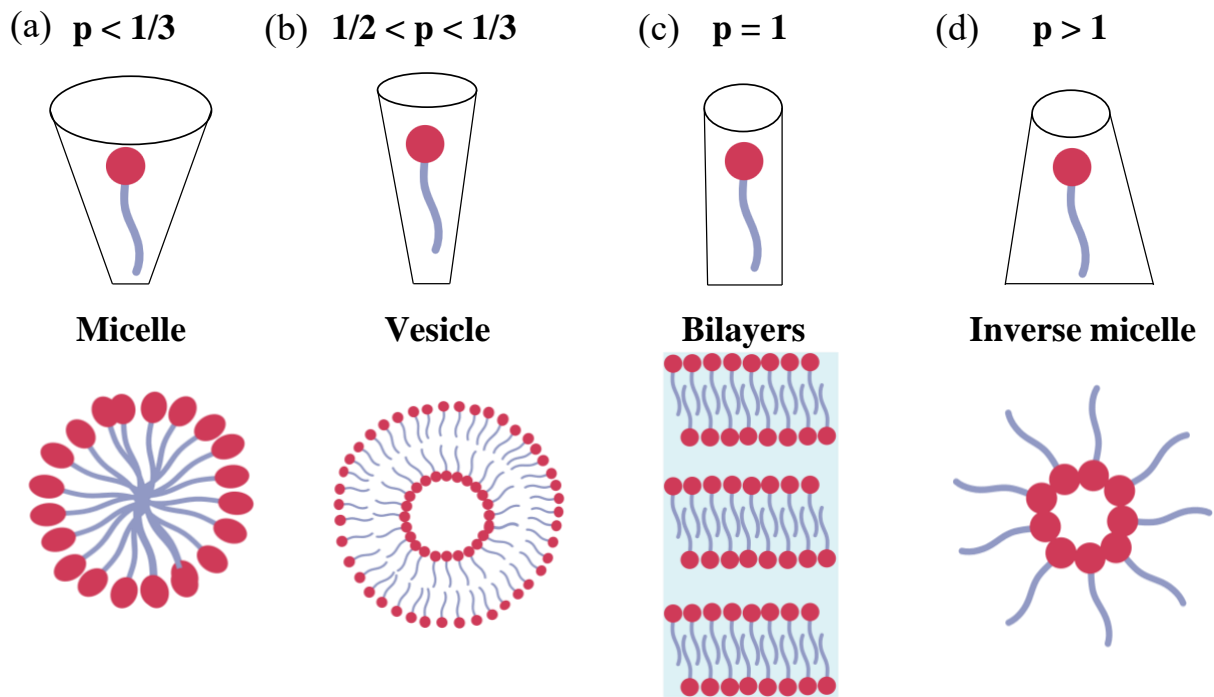 (a) p < 1/3
(b) 1/2 < p < 1/3
(c) p = 1
(d) p > 1
Micelle
Vesicle
Bilayers
Inverse micelle